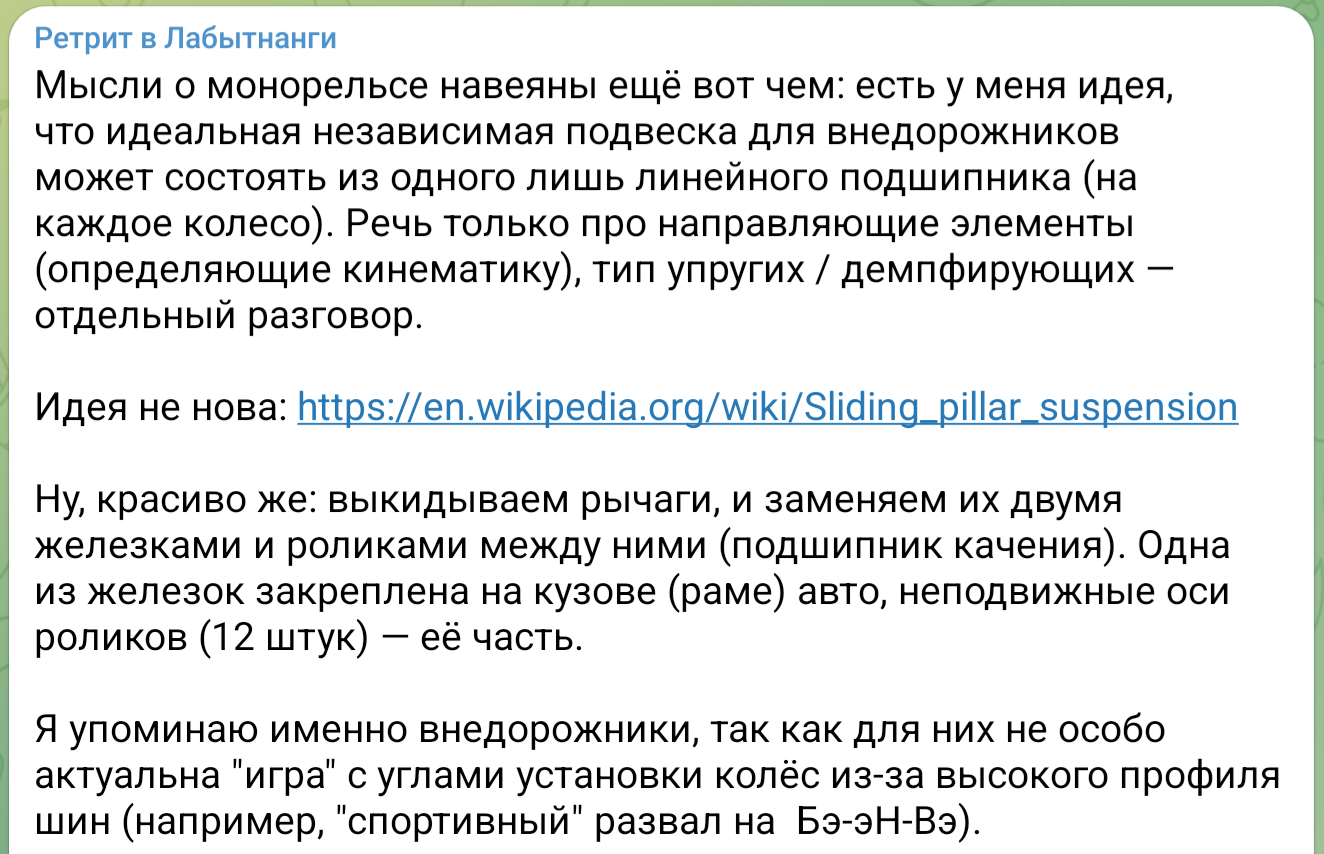 Ретрит в Лабытнанги
Мысли о монорельсе навеяны ещё вот чем: есть у меня идея,
что идеальная независимая подвеска для внедорожников
может состоять из одного лишь линейного подшипника (на
каждое колесо). Речь только про направляющие элементы
(определяющие кинематику), тип упругих / демпфирующих —
отдельный разговор.
Идея не нова: https://en.wikipedia.org/wiki/Sliding_pillar_suspension
Ну, красиво же: выкидываем рычаги, и заменяем их двумя
железками и роликами между ними (подшипник качения). Одна
из железок закреплена на кузове (раме) авто, неподвижные оси
роликов (12 штук) — её часть.
Я упоминаю именно внедорожники, так как для них не особо
актуальна "игра" с углами установки колёс из-за высокого профиля
шин (например, "спортивный" развал на  Бэ-эН-Вэ).